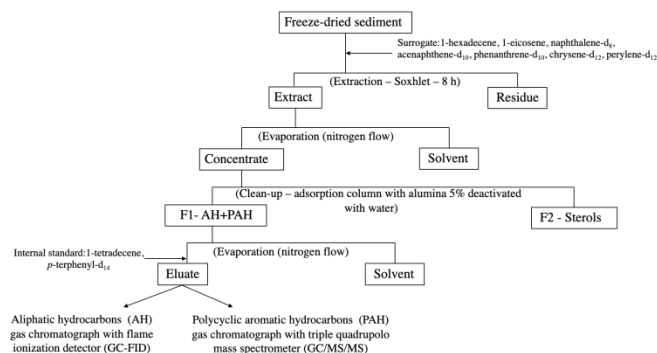 Freeze-dried sediment
Surrogate:1-hexadecene, 1-eicosene, naphthalene-d8,
acenaphthene-d10, phenanthrene-d10, chrysene-d12, perylene-d12
(Extraction – Soxhlet – 8 h)
Extract
Residue
(Evaporation (nitrogen flow)
Concentrate
Solvent
(Clean-up – adsorption column with alumina 5% deactivated
with water)
F1- AH+PAH
F2 - Sterols
Internal standard:1-tetradecene,
p-terphenyl-d14
(Evaporation (nitrogen flow)
Eluate
Solvent
Aliphatic hydrocarbons (AH)
gas chromatograph with flame
ionization detector (GC-FID)
Polycyclic aromatic hydrocarbons (PAH)
gas chromatograph with triple quadrupolo
mass spectrometer (GC/MS/MS)